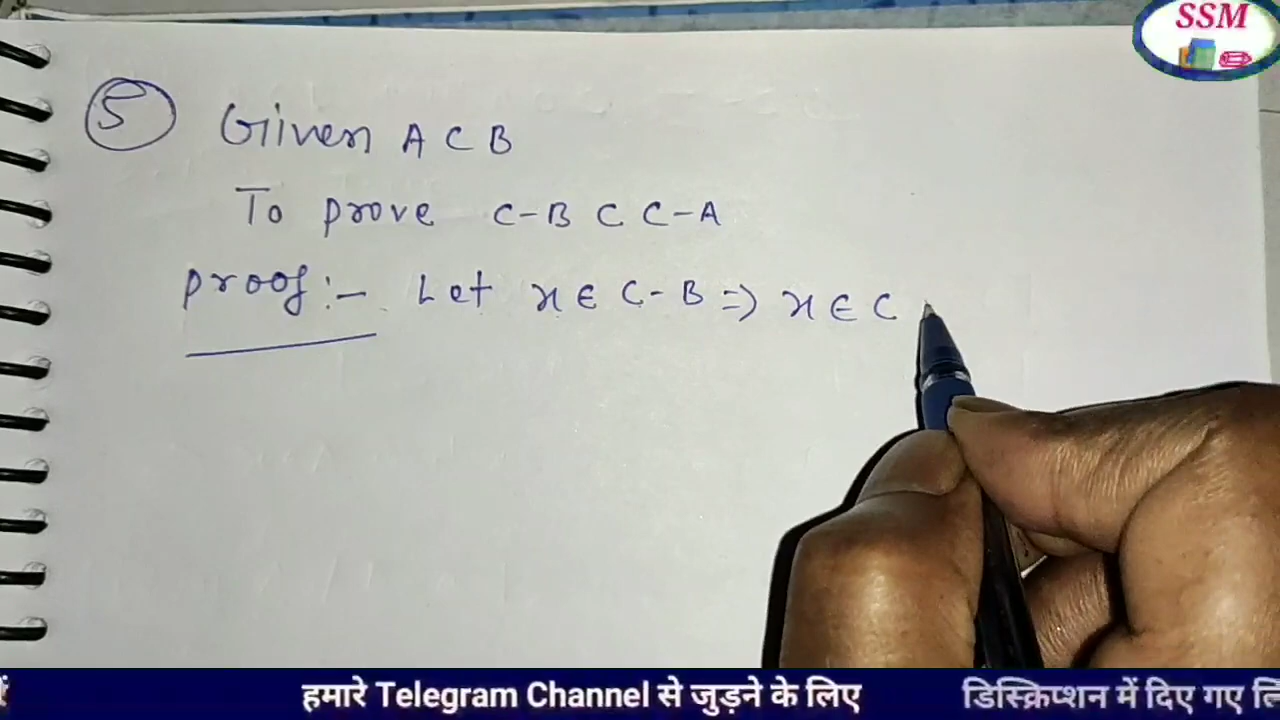 SSM
5 Given A ⊂ B
To prove C-B ⊂ C-A
Proof:- Let x ∈ C-B => x ∈ C
हमारे Telegram Channel से जुड़ने के लिए डिस्क्रिप्शन में दिए गए